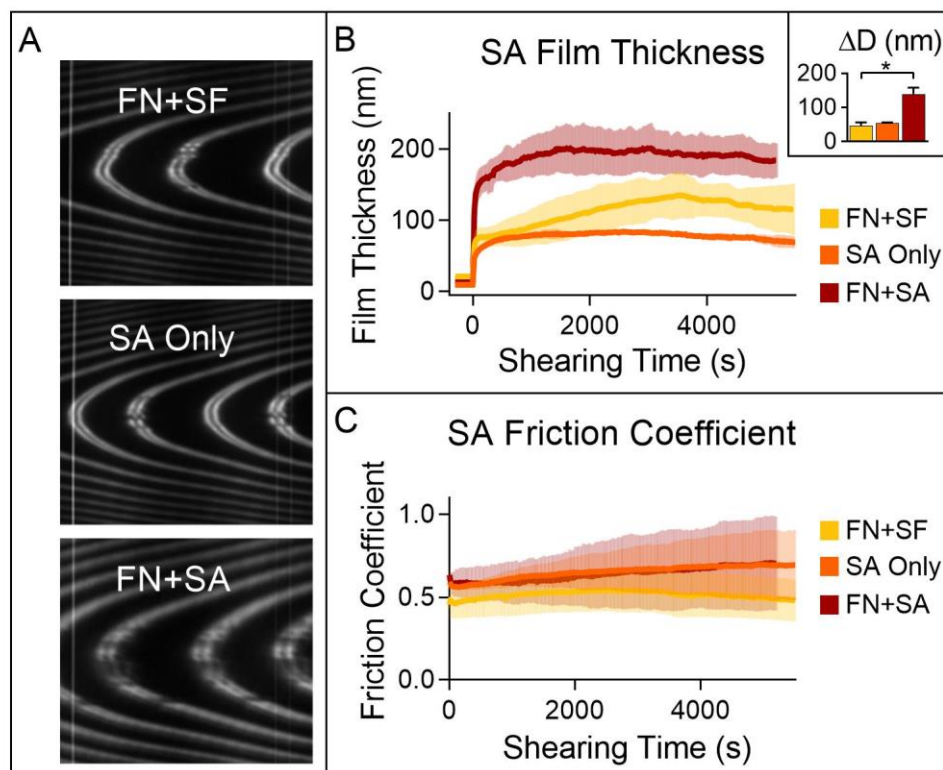 A
FN+SF
SA Only
FN+SA
B
SA Film Thickness
ΔD (nm)
200
100
0
*
Film Thickness (nm)
200
100
0
0 2000 4000
Shearing Time (s)
FN+SF
SA Only
FN+SA
C
SA Friction Coefficient
Friction Coefficient
1.0
0.5
0.0
0 2000 4000
Shearing Time (s)
FN+SF
SA Only
FN+SA